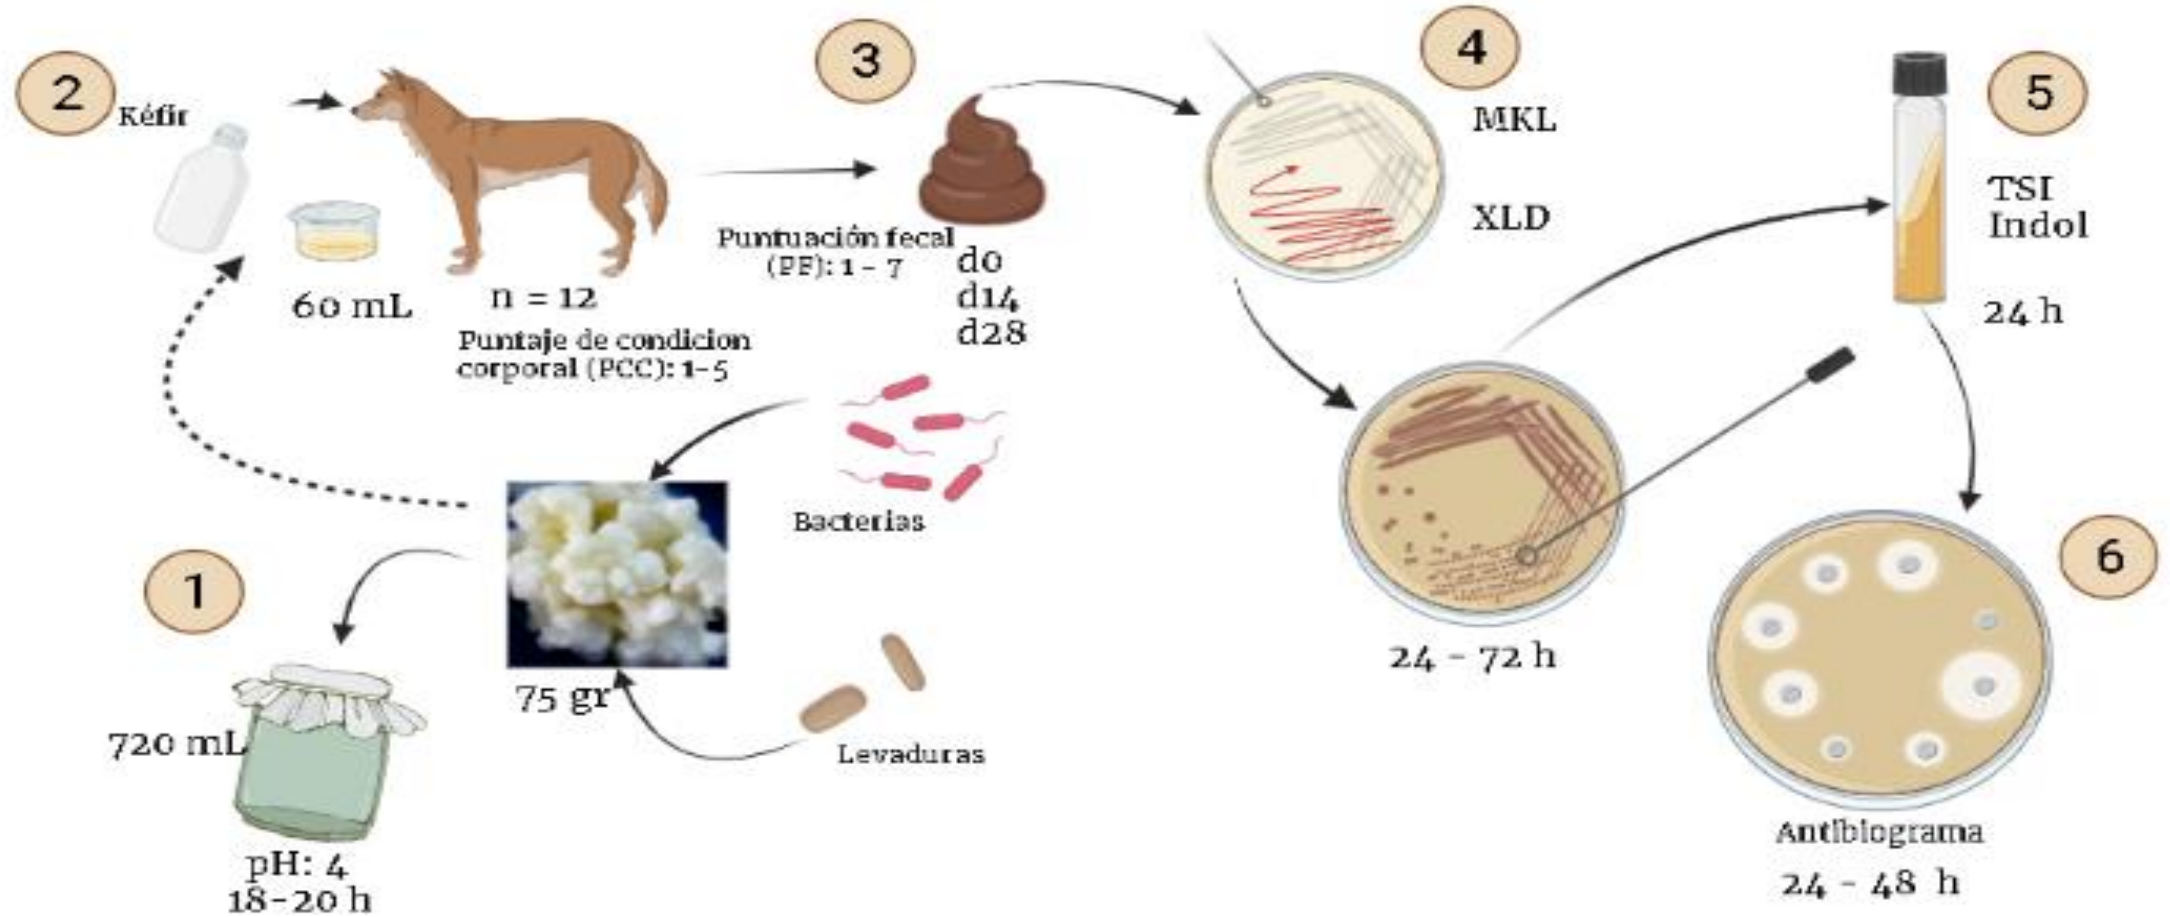 2
Kéfir
60 mL
n = 12
Puntaje de condicion
corporal (PCC): 1-5
3
Puntuación fecal
(PF): 1 - 7
d0
d14
d28
4
MKL
XLD
24 - 72 h
5
TSI
Indol
24 h
6
Antibiograma
24 - 48 h
Bacterias
75 gr
Levaduras
1
720 mL
pH: 4
18-20 h